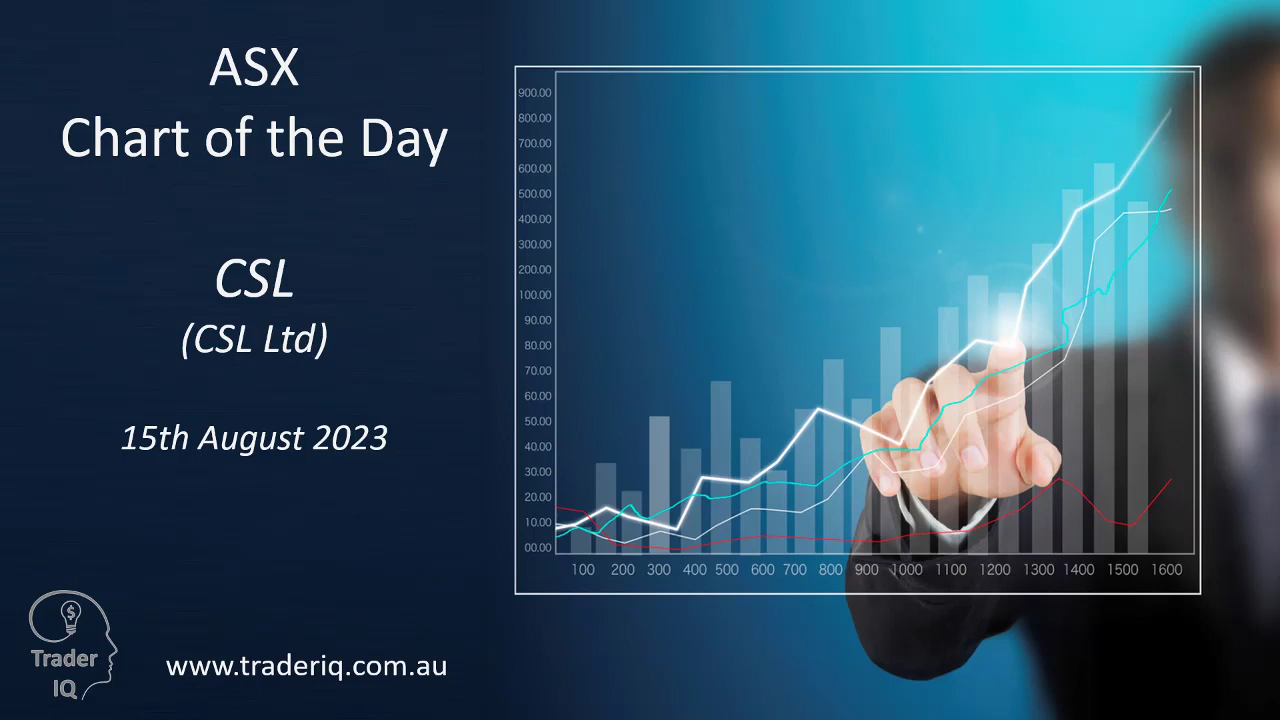 ASX
Chart of the Day
CSL
(CSL Ltd)
15th August 2023
$
Trader
IQ
www.traderiq.com.au
900.00
800.00
700.00
600.00
500.00
400.00
300.00
200.00
100.00
90.00
80.00
70.00
60.00
50.00
40.00
30.00
20.00
10.00
00.00
100 200 300 400 500 600 700 800 900 1000 1100 1200 1300 1400 1500 1600